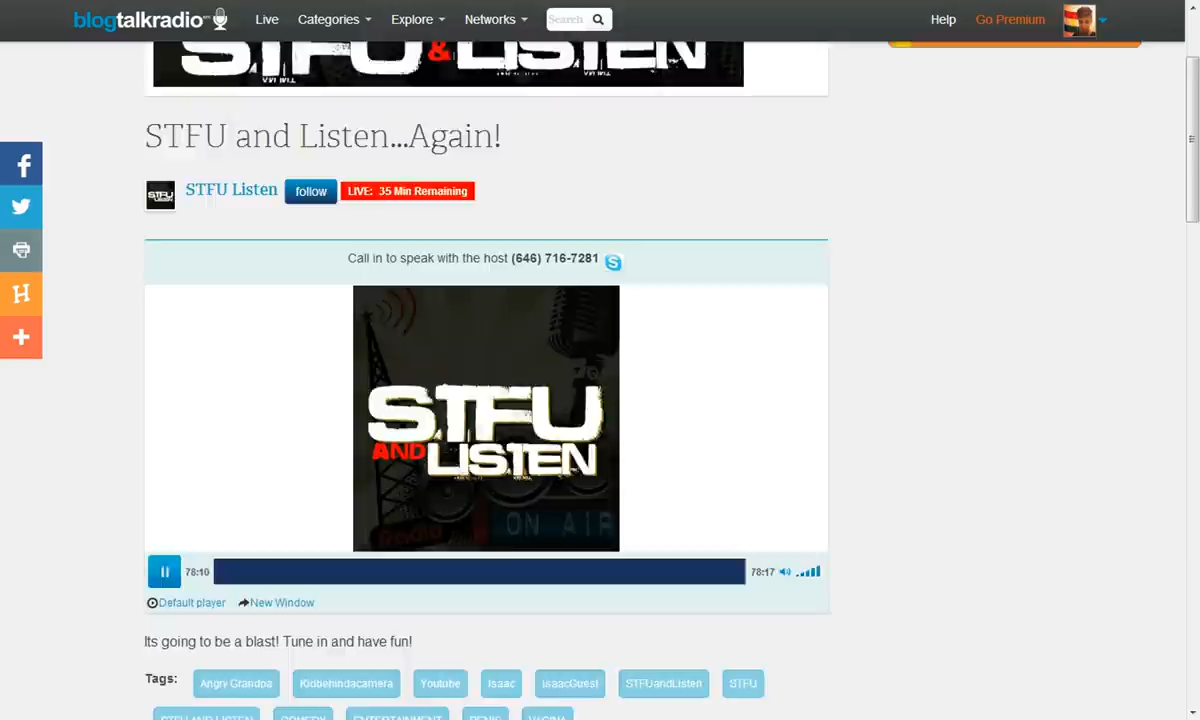 blogtalkradio Live Categories Explore Networks Search Help Go Premium
STFU & LISTEN
STFU and Listen...Again!
STFU Listen follow LIVE: 35 Min Remaining
Call in to speak with the host (646) 716-7281
STFU
AND LISTEN
ON AIR
Radio
78:10 78:17
Default player New Window
Its going to be a blast! Tune in and have fun!
Tags: Angry Grandpa Kidbehindacamera Youtube Isaac IsaacGuest STFUandListen STFU
STFU AND LISTEN COMEDY ENTERTAINMENT PENIS VAGINA